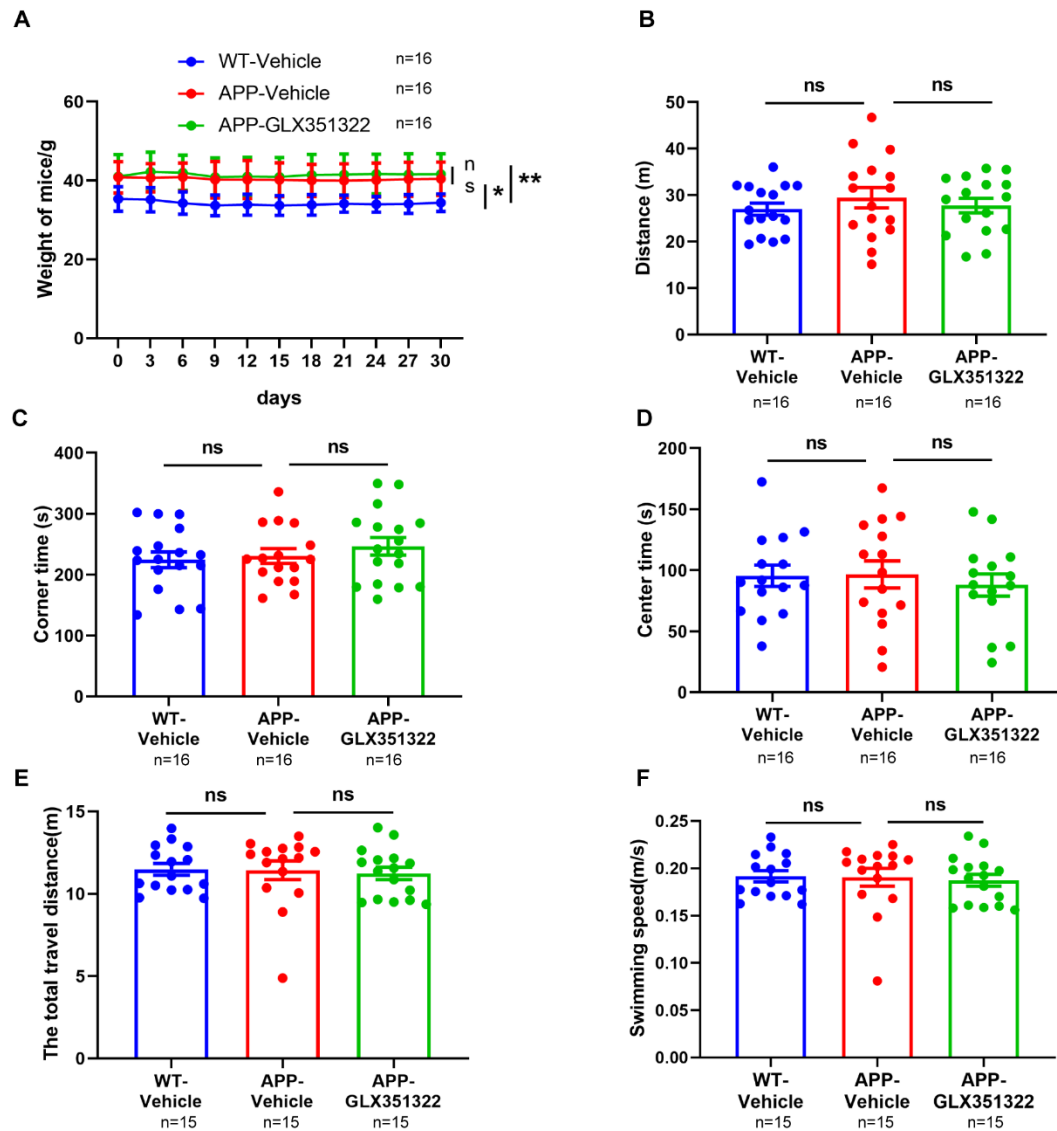 A
WT-Vehicle n=16
APP-Vehicle n=16
APP-GLX351322 n=16
Weight of mice/g
60
40
20
0
n
s
*
**
0 3 6 9 12 15 18 21 24 27 30
days
B
ns ns
Distance (m)
50
40
30
20
10
0
WT- APP- APP-
Vehicle Vehicle GLX351322
n=16 n=16 n=16
C
ns ns
Corner time (s)
400
300
200
100
0
WT- APP- APP-
Vehicle Vehicle GLX351322
n=16 n=16 n=16
D
ns ns
Center time (s)
200
150
100
50
0
WT- APP- APP-
Vehicle Vehicle GLX351322
n=16 n=16 n=16
E
ns ns
The total travel distance(m)
15
10
5
0
WT- APP- APP-
Vehicle Vehicle GLX351322
n=15 n=15 n=15
F
ns ns
Swimming speed(m/s)
0.25
0.20
0.15
0.10
0.05
0.00
WT- APP- APP-
Vehicle Vehicle GLX351322
n=15 n=15 n=15